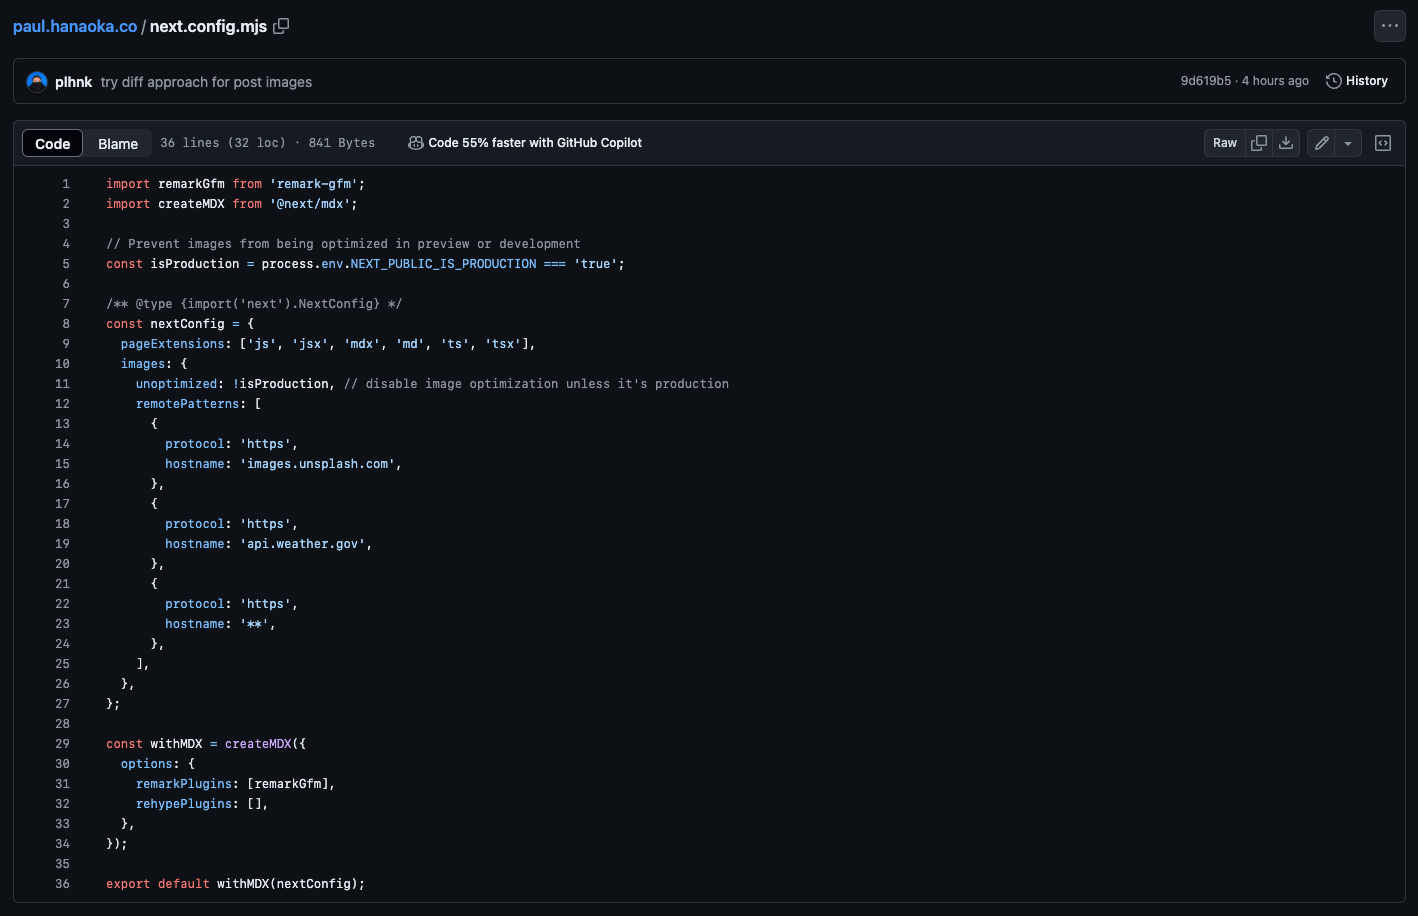 paul.hanaoka.co / next.config.mjs
plhnk try diff approach for post images 9d619b5 · 4 hours ago History
Code Blame 36 lines (32 loc) · 841 Bytes Code 55% faster with GitHub Copilot Raw
1 import remarkGfm from 'remark-gfm';
2 import createMDX from '@next/mdx';
3
4 // Prevent images from being optimized in preview or development
5 const isProduction = process.env.NEXT_PUBLIC_IS_PRODUCTION === 'true';
6
7 /** @type {import('next').NextConfig} */
8 const nextConfig = {
9   pageExtensions: ['js', 'jsx', 'mdx', 'md', 'ts', 'tsx'],
10   images: {
11     unoptimized: !isProduction, // disable image optimization unless it's production
12     remotePatterns: [
13       {
14         protocol: 'https',
15         hostname: 'images.unsplash.com',
16       },
17       {
18         protocol: 'https',
19         hostname: 'api.weather.gov',
20       },
21       {
22         protocol: 'https',
23         hostname: '**',
24       },
25     ],
26   },
27 };
28
29 const withMDX = createMDX({
30   options: {
31     remarkPlugins: [remarkGfm],
32     rehypePlugins: [],
33   },
34 });
35
36 export default withMDX(nextConfig);